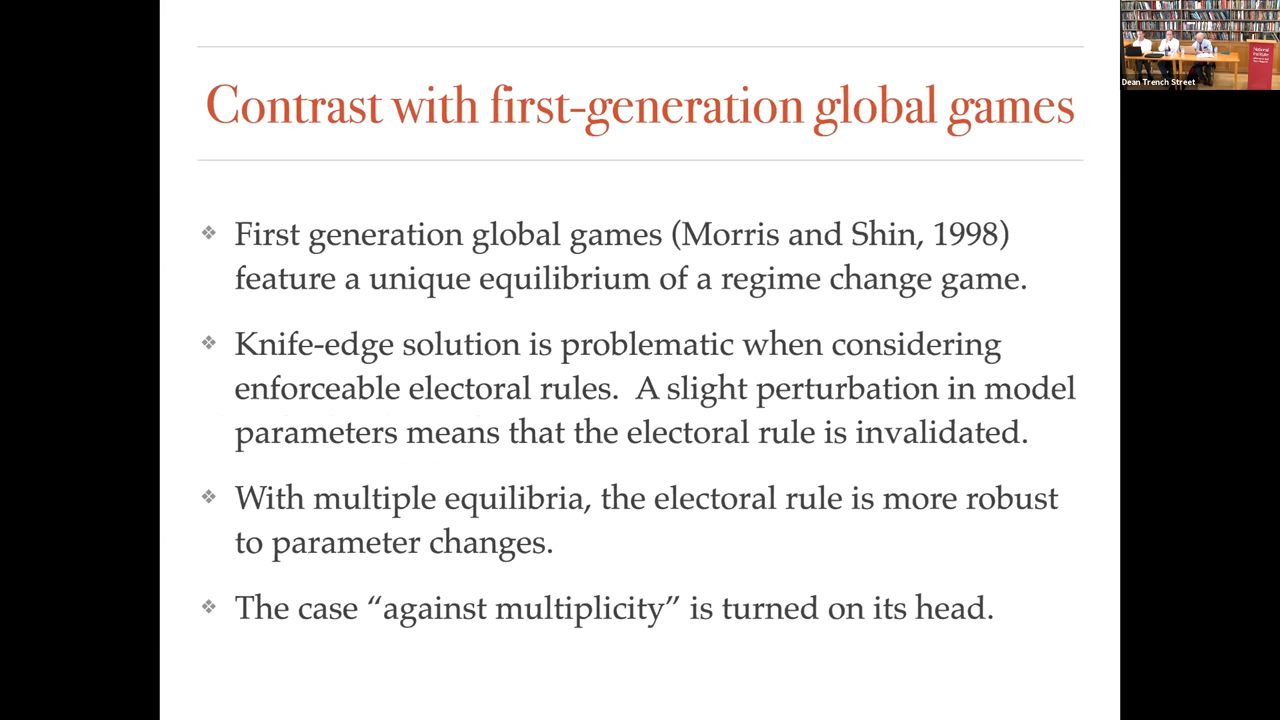 Contrast with first-generation global games
❖ First generation global games (Morris and Shin, 1998)
feature a unique equilibrium of a regime change game.
❖ Knife-edge solution is problematic when considering
enforceable electoral rules.  A slight perturbation in model
parameters means that the electoral rule is invalidated.
❖ With multiple equilibria, the electoral rule is more robust
to parameter changes.
❖ The case “against multiplicity” is turned on its head.
Dean Trench Street
National
Institute